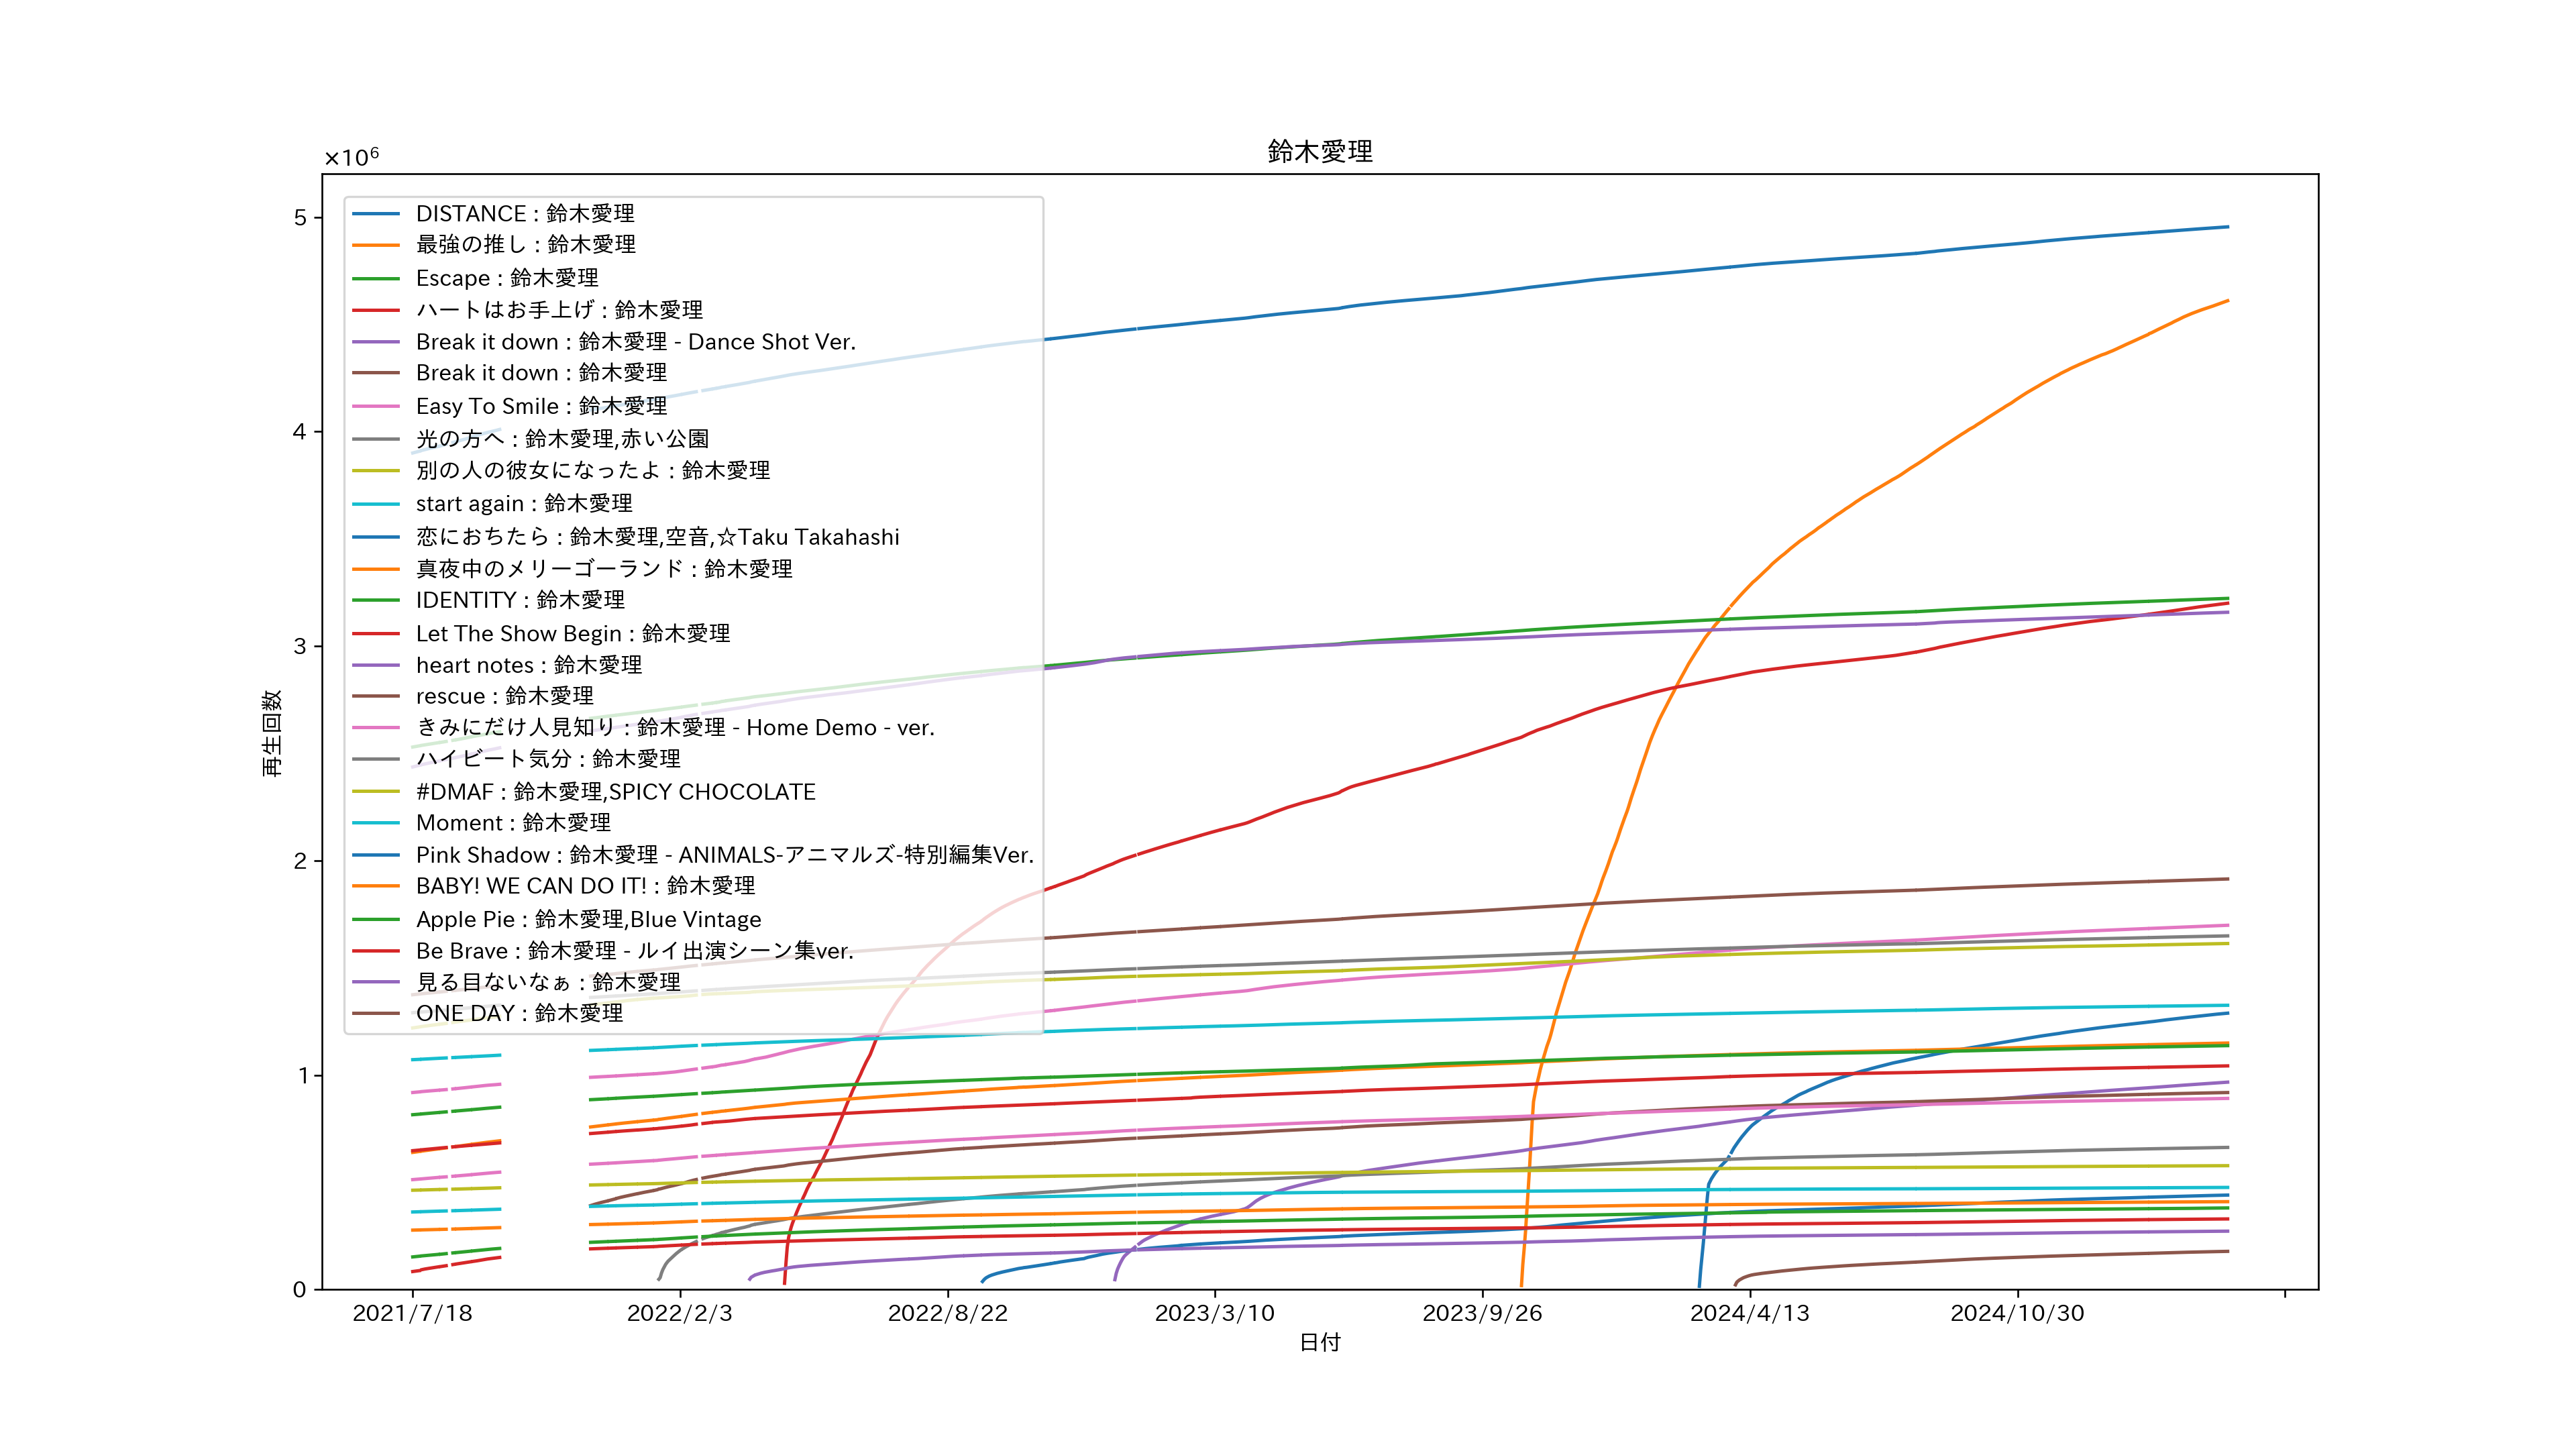 鈴木愛理
×10⁶
5
4
3
2
1
0
再生回数
DISTANCE : 鈴木愛理
最強の推し : 鈴木愛理
Escape : 鈴木愛理
ハートはお手上げ : 鈴木愛理
Break it down : 鈴木愛理 - Dance Shot Ver.
Break it down : 鈴木愛理
Easy To Smile : 鈴木愛理
光の方へ : 鈴木愛理,赤い公園
別の人の彼女になったよ : 鈴木愛理
start again : 鈴木愛理
恋におちたら : 鈴木愛理,空音,☆Taku Takahashi
真夜中のメリーゴーランド : 鈴木愛理
IDENTITY : 鈴木愛理
Let The Show Begin : 鈴木愛理
heart notes : 鈴木愛理
rescue : 鈴木愛理
きみにだけ人見知り : 鈴木愛理 - Home Demo - ver.
ハイビート気分 : 鈴木愛理
#DMAF : 鈴木愛理,SPICY CHOCOLATE
Moment : 鈴木愛理
Pink Shadow : 鈴木愛理 - ANIMALS-アニマルズ-特別編集Ver.
BABY! WE CAN DO IT! : 鈴木愛理
Apple Pie : 鈴木愛理,Blue Vintage
Be Brave : 鈴木愛理 - ルイ出演シーン集ver.
見る目ないなぁ : 鈴木愛理
ONE DAY : 鈴木愛理
2021/7/18 2022/2/3 2022/8/22 2023/3/10 2023/9/26 2024/4/13 2024/10/30
日付